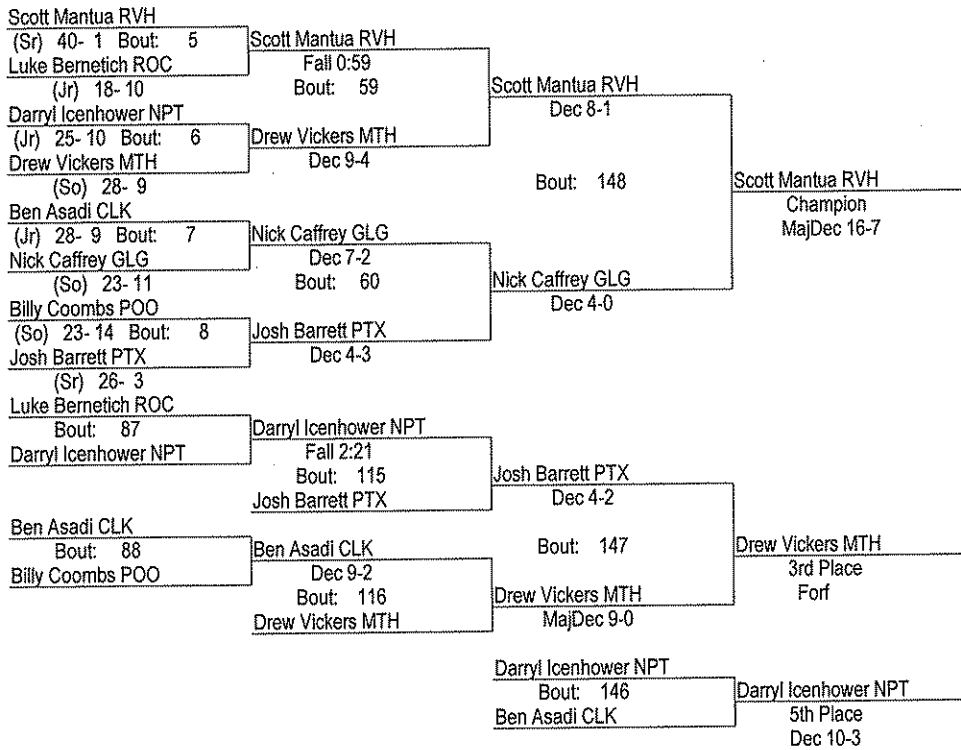 Scott Mantua RVH
(Sr) 40- 1 Bout: 5
Luke Bernetich ROC
(Jr) 18- 10
Darryl Icenhower NPT
(Jr) 25- 10 Bout: 6
Drew Vickers MTH
(So) 28- 9
Ben Asadi CLK
(Jr) 28- 9 Bout: 7
Nick Caffrey GLG
(So) 23- 11
Billy Coombs POO
(So) 23- 14 Bout: 8
Josh Barrett PTX
(Sr) 26- 3
Scott Mantua RVH
Fall 0:59
Bout: 59
Drew Vickers MTH
Dec 9-4
Nick Caffrey GLG
Dec 7-2
Bout: 60
Josh Barrett PTX
Dec 4-3
Scott Mantua RVH
Dec 8-1
Bout: 148
Nick Caffrey GLG
Dec 4-0
Scott Mantua RVH
Champion
MajDec 16-7
Luke Bernetich ROC
Bout: 87
Darryl Icenhower NPT
Ben Asadi CLK
Bout: 88
Billy Coombs POO
Darryl Icenhower NPT
Fall 2:21
Bout: 115
Josh Barrett PTX
Ben Asadi CLK
Dec 9-2
Bout: 116
Drew Vickers MTH
Josh Barrett PTX
Dec 4-2
Bout: 147
Drew Vickers MTH
MajDec 9-0
Drew Vickers MTH
3rd Place
Forf
Darryl Icenhower NPT
Bout: 146
Ben Asadi CLK
Darryl Icenhower NPT
5th Place
Dec 10-3